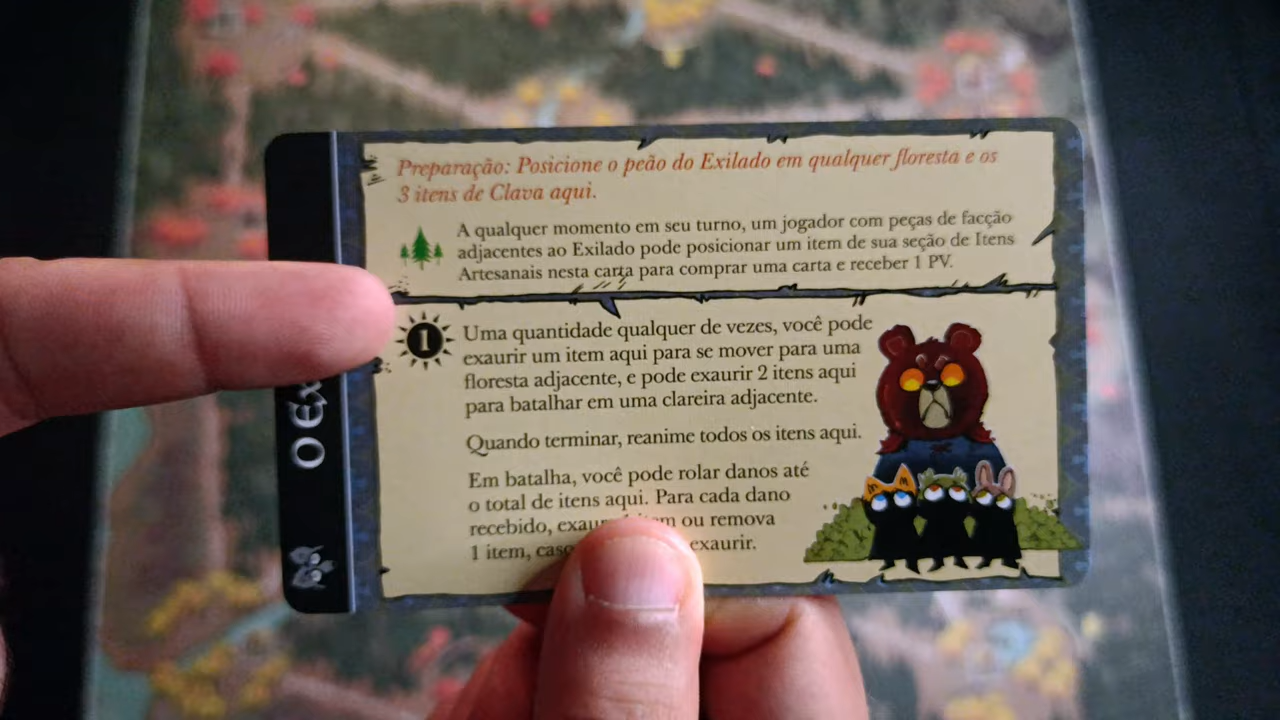 Preparação: Posicione o peão do Exilado em qualquer floresta e os
3 itens de Clava aqui.
A qualquer momento em seu turno, um jogador com peças de facção
adjacentes ao Exilado pode posicionar um item de sua seção de Itens
Artesanais nesta carta para comprar uma carta e receber 1 PV.
1
Uma quantidade qualquer de vezes, você pode
exaurir um item aqui para se mover para uma
floresta adjacente, e pode exaurir 2 itens aqui
para batalhar em uma clareira adjacente.
Quando terminar, reanime todos os itens aqui.
Em batalha, você pode rolar danos até
o total de itens aqui. Para cada dano
recebido, ou remova
1 item, exaurir.
O